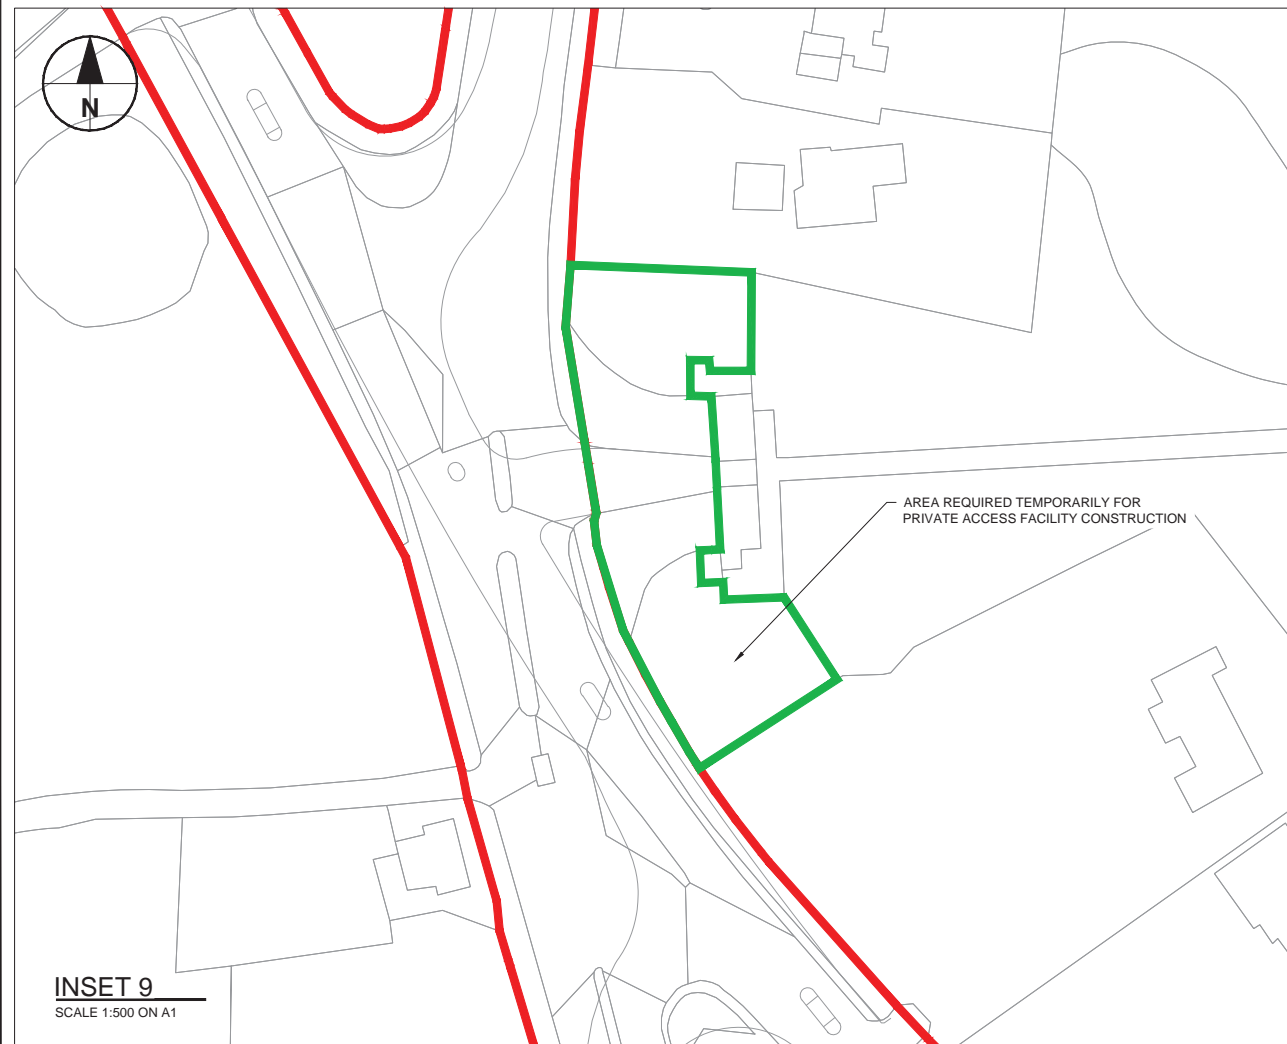 N
AREA REQUIRED TEMPORARILY FOR
PRIVATE ACCESS FACILITY CONSTRUCTION
INSET 9
SCALE 1:500 ON A1